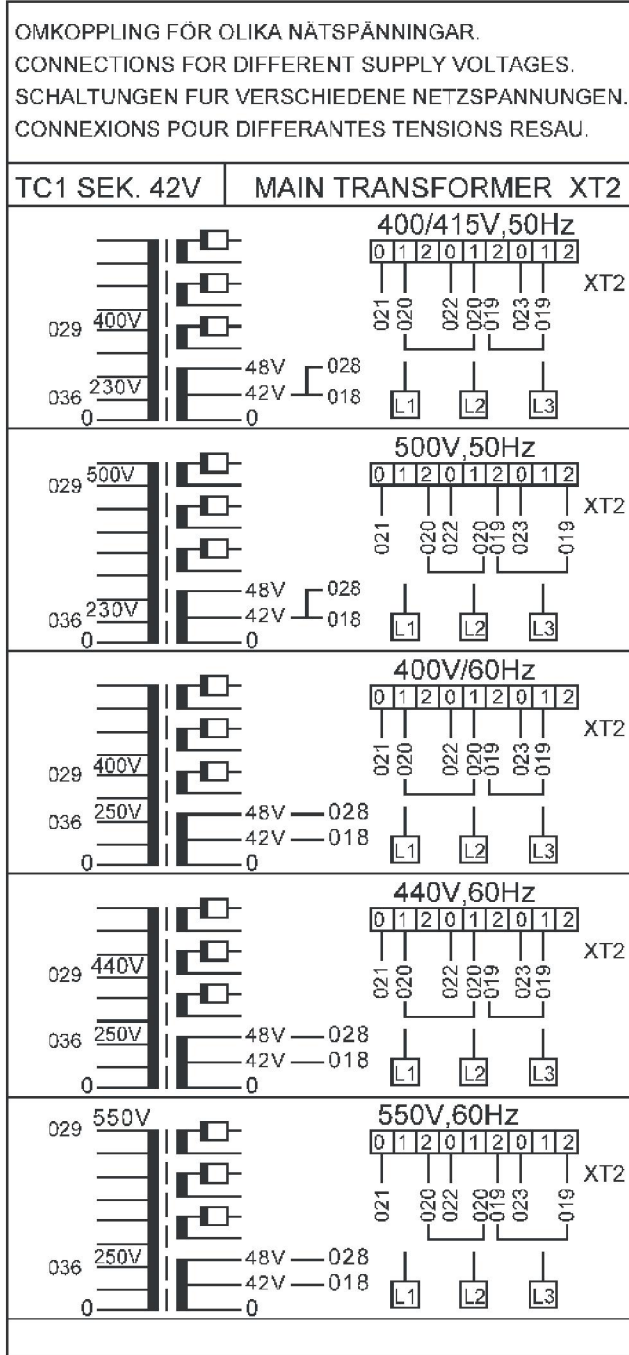 OMKOPPLING FÖR OLIKA NÄTSPÄNNINGAR.
CONNECTIONS FOR DIFFERENT SUPPLY VOLTAGES.
SCHALTUNGEN FUR VERSCHIEDENE NETZSPANNUNGEN.
CONNEXIONS POUR DIFFERANTES TENSIONS RESAU.
TC1 SEK. 42V MAIN TRANSFORMER XT2
400/415V,50Hz
0 1 2 0 1 2 0 1 2
XT2
021 020 022 020 019 023 019
029 400V
48V 028
036 230V 42V 018
0 0
L1 L2 L3
500V,50Hz
0 1 2 0 1 2 0 1 2
029 500V
XT2
021 020 022 020 019 023 019
48V 028
036 230V 42V 018
0 0
L1 L2 L3
400V/60Hz
0 1 2 0 1 2 0 1 2
XT2
021 020 022 020 019 023 019
029 400V
036 250V 48V 028
42V 018
0 0
L1 L2 L3
440V,60Hz
0 1 2 0 1 2 0 1 2
XT2
029 440V
021 020 022 020 019 023 019
036 250V 48V 028
42V 018
0 0
L1 L2 L3
550V,60Hz
029 550V
0 1 2 0 1 2 0 1 2
XT2
021 020 022 020 019 023 019
036 250V 48V 028
42V 018
0 0
L1 L2 L3